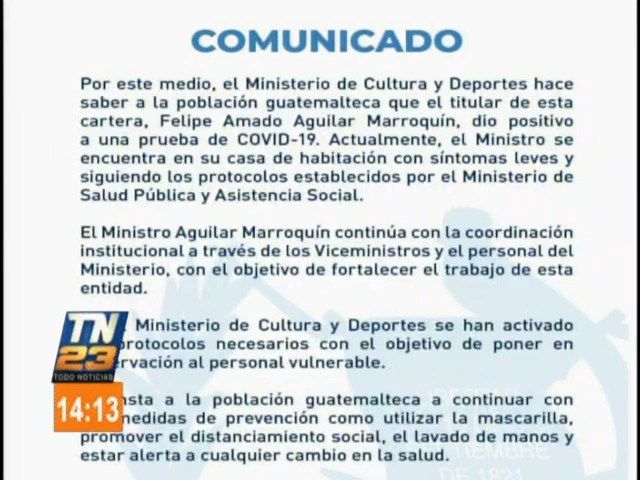 COMUNICADO
Por este medio, el Ministerio de Cultura y Deportes hace
saber a la población guatemalteca que el titular de esta
cartera, Felipe Amado Aguilar Marroquín, dio positivo
a una prueba de COVID-19. Actualmente, el Ministro se
encuentra en su casa de habitación con síntomas leves y
siguiendo los protocolos establecidos por el Ministerio de
Salud Pública y Asistencia Social.
El Ministro Aguilar Marroquín continúa con la coordinación
institucional a través de los Viceministros y el personal del
Ministerio, con el objetivo de fortalecer el trabajo de esta
entidad.
Ministerio de Cultura y Deportes se han activado
protocolos necesarios con el objetivo de poner en
ervación al personal vulnerable.
nsta a la población guatemalteca a continuar con
medidas de prevención como utilizar la mascarilla,
promover el distanciamiento social, el lavado de manos y
estar alerta a cualquier cambio en la salud.
TN
23
TODO NOTICIAS
14:13
DE 1821